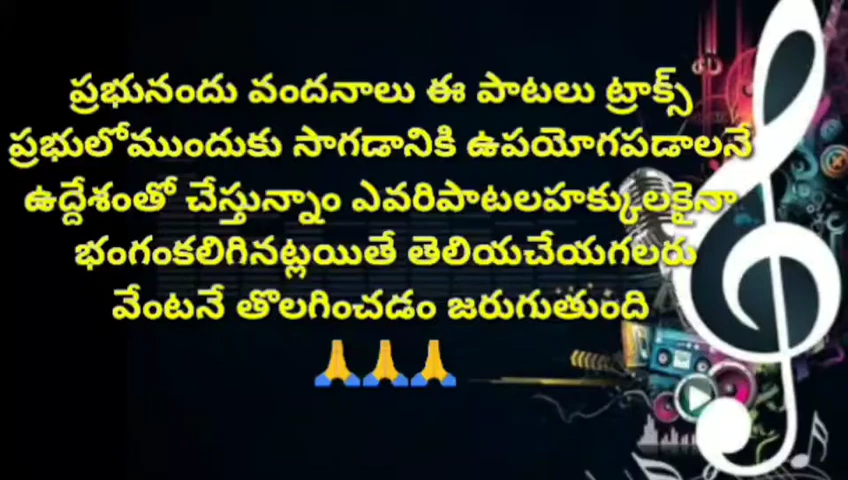 ప్రభునందు వందనాలు ఈ పాటలు ట్రాక్స్
ప్రభులోముందుకు సాగడానికి ఉపయోగపడాలనే
ఉద్దేశంతో చేస్తున్నాం ఎవరిపాటలహక్కులకైనా
భంగంకలిగినట్లయితే తెలియచేయగలరు
వేంటనే తొలగించడం జరుగుతుంది
🙏🙏🙏